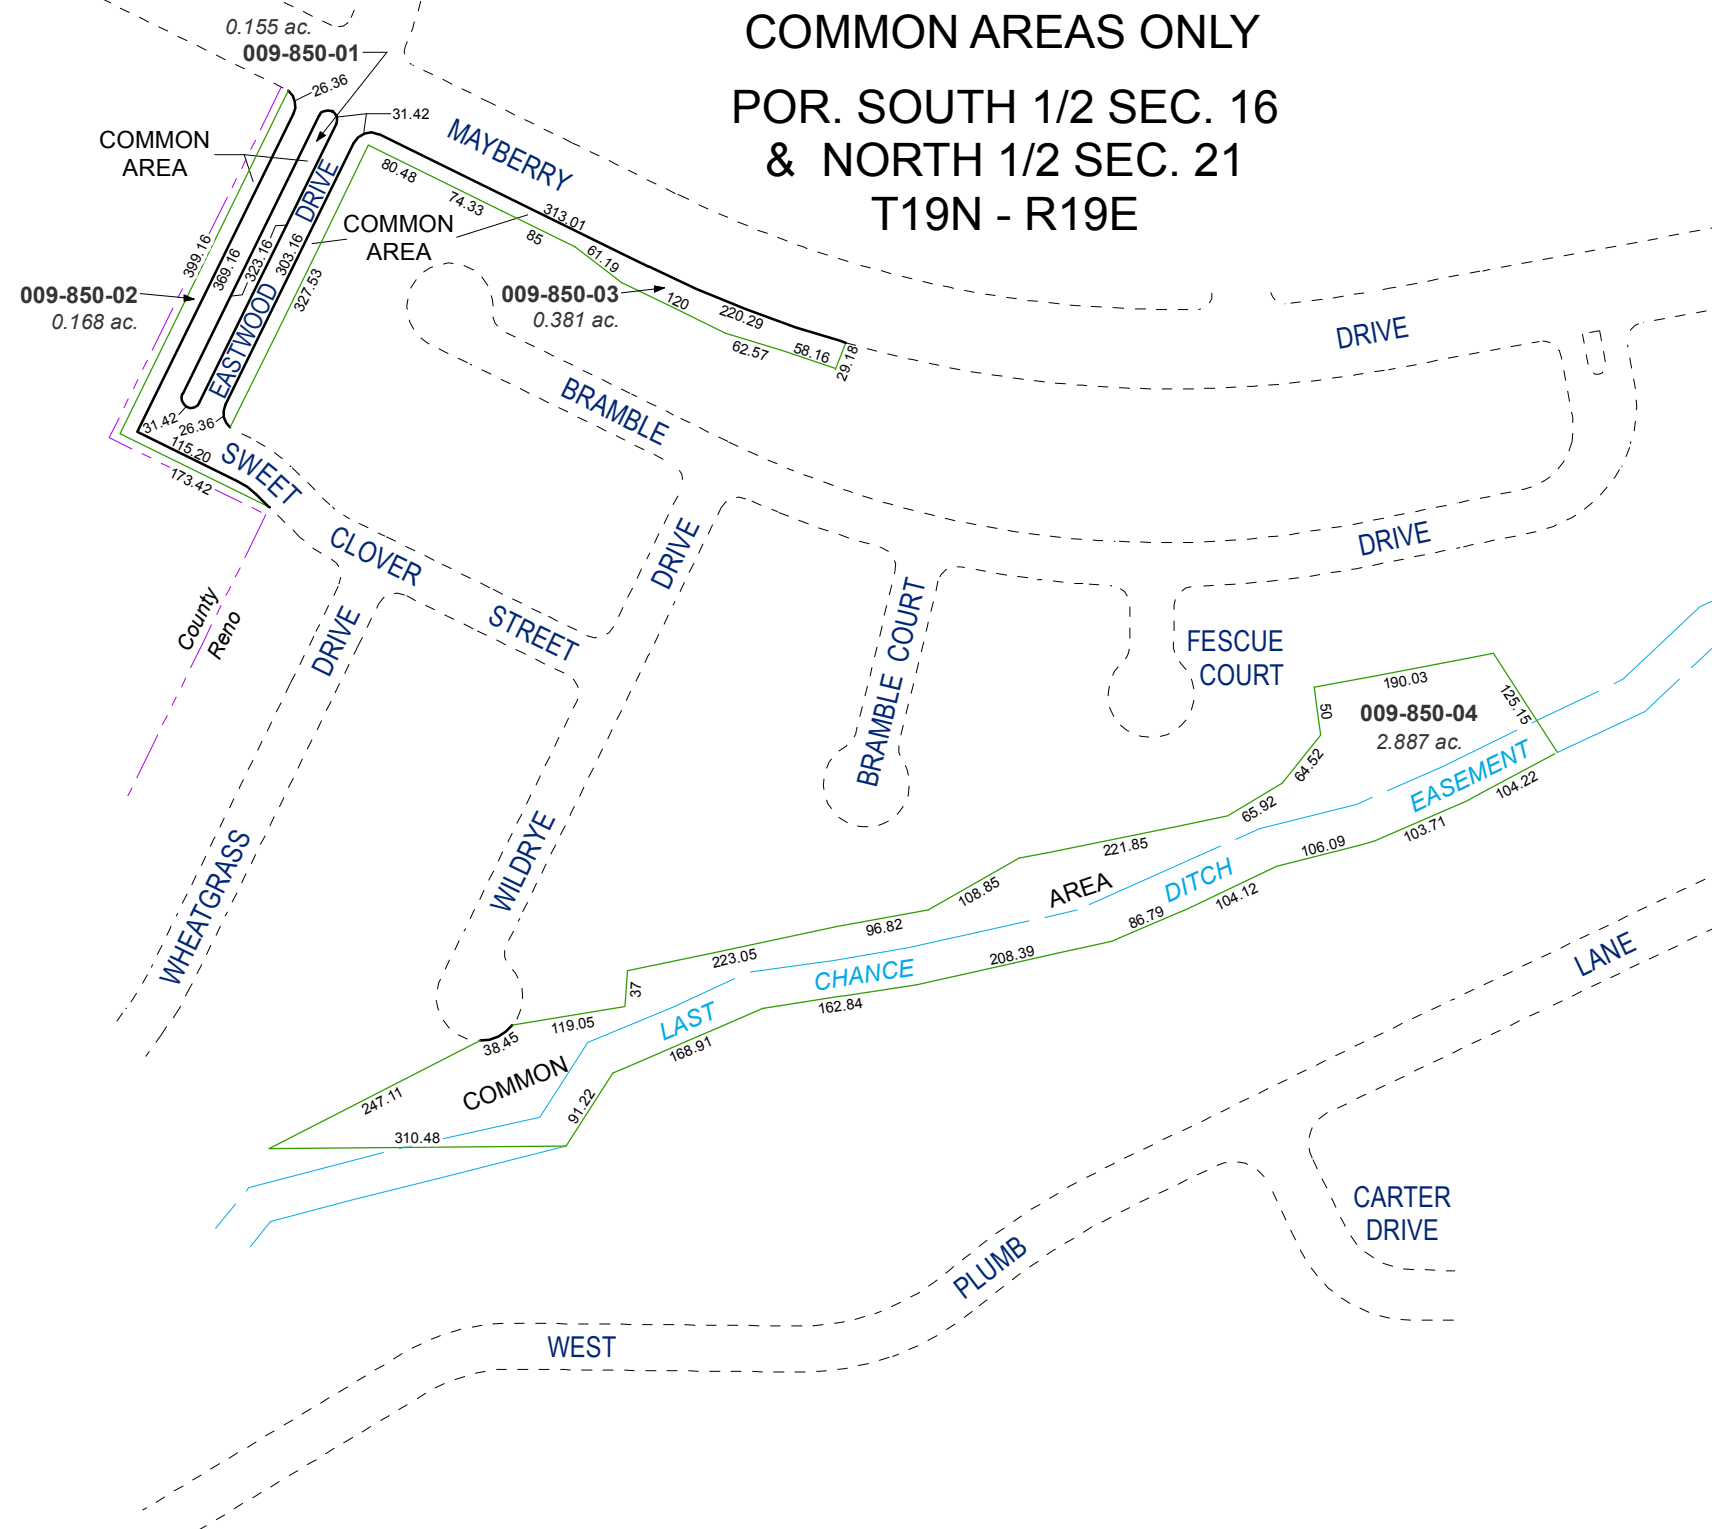 COMMON AREAS ONLY
POR. SOUTH 1/2 SEC. 16
& NORTH 1/2 SEC. 21
T19N - R19E
0.155 ac.
009-850-01
26.36
31.42
COMMON
AREA
MAYBERRY
DRIVE
80.48
74.33
313.01
85
61.19
COMMON
AREA
399.16
369.16
323.16
303.16
327.53
EASTWOOD DRIVE
009-850-02
0.168 ac.
009-850-03
0.381 ac.
120
220.29
62.57
58.16
29.18
31.42
26.36
115.20
173.42
SWEET
CLOVER
STREET
BRAMBLE
DRIVE
County
Reno
WHEATGRASS
DRIVE
WILDRYE
DRIVE
BRAMBLE COURT
FESCUE
COURT
190.03
125.15
50
009-850-04
2.887 ac.
64.52
65.92
221.85
108.85
96.82
223.05
37
119.05
38.45
247.11
310.48
91.22
168.91
162.84
208.39
86.79
104.12
106.09
103.71
104.22
COMMON
AREA
LAST
CHANCE
DITCH
EASEMENT
WEST
PLUMB
LANE
CARTER
DRIVE